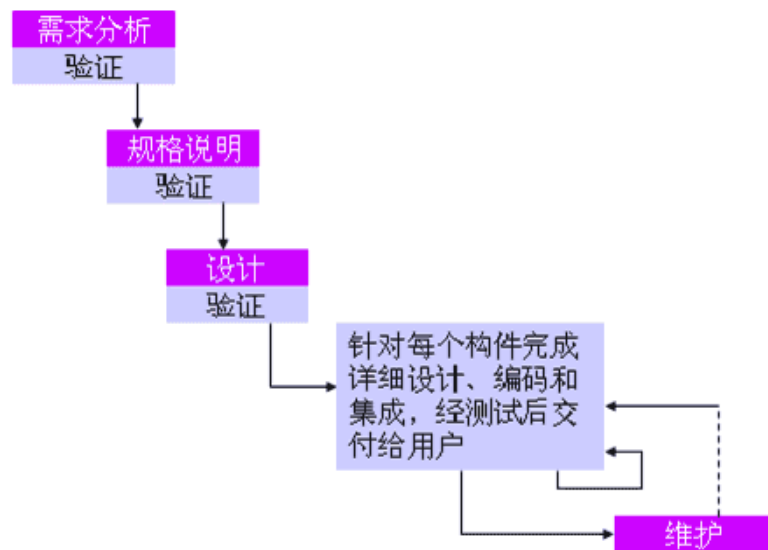 需求分析
验证
规格说明
验证
设计
验证
针对每个构件完成
详细设计、编码和
集成，经测试后交
付给用户
维护